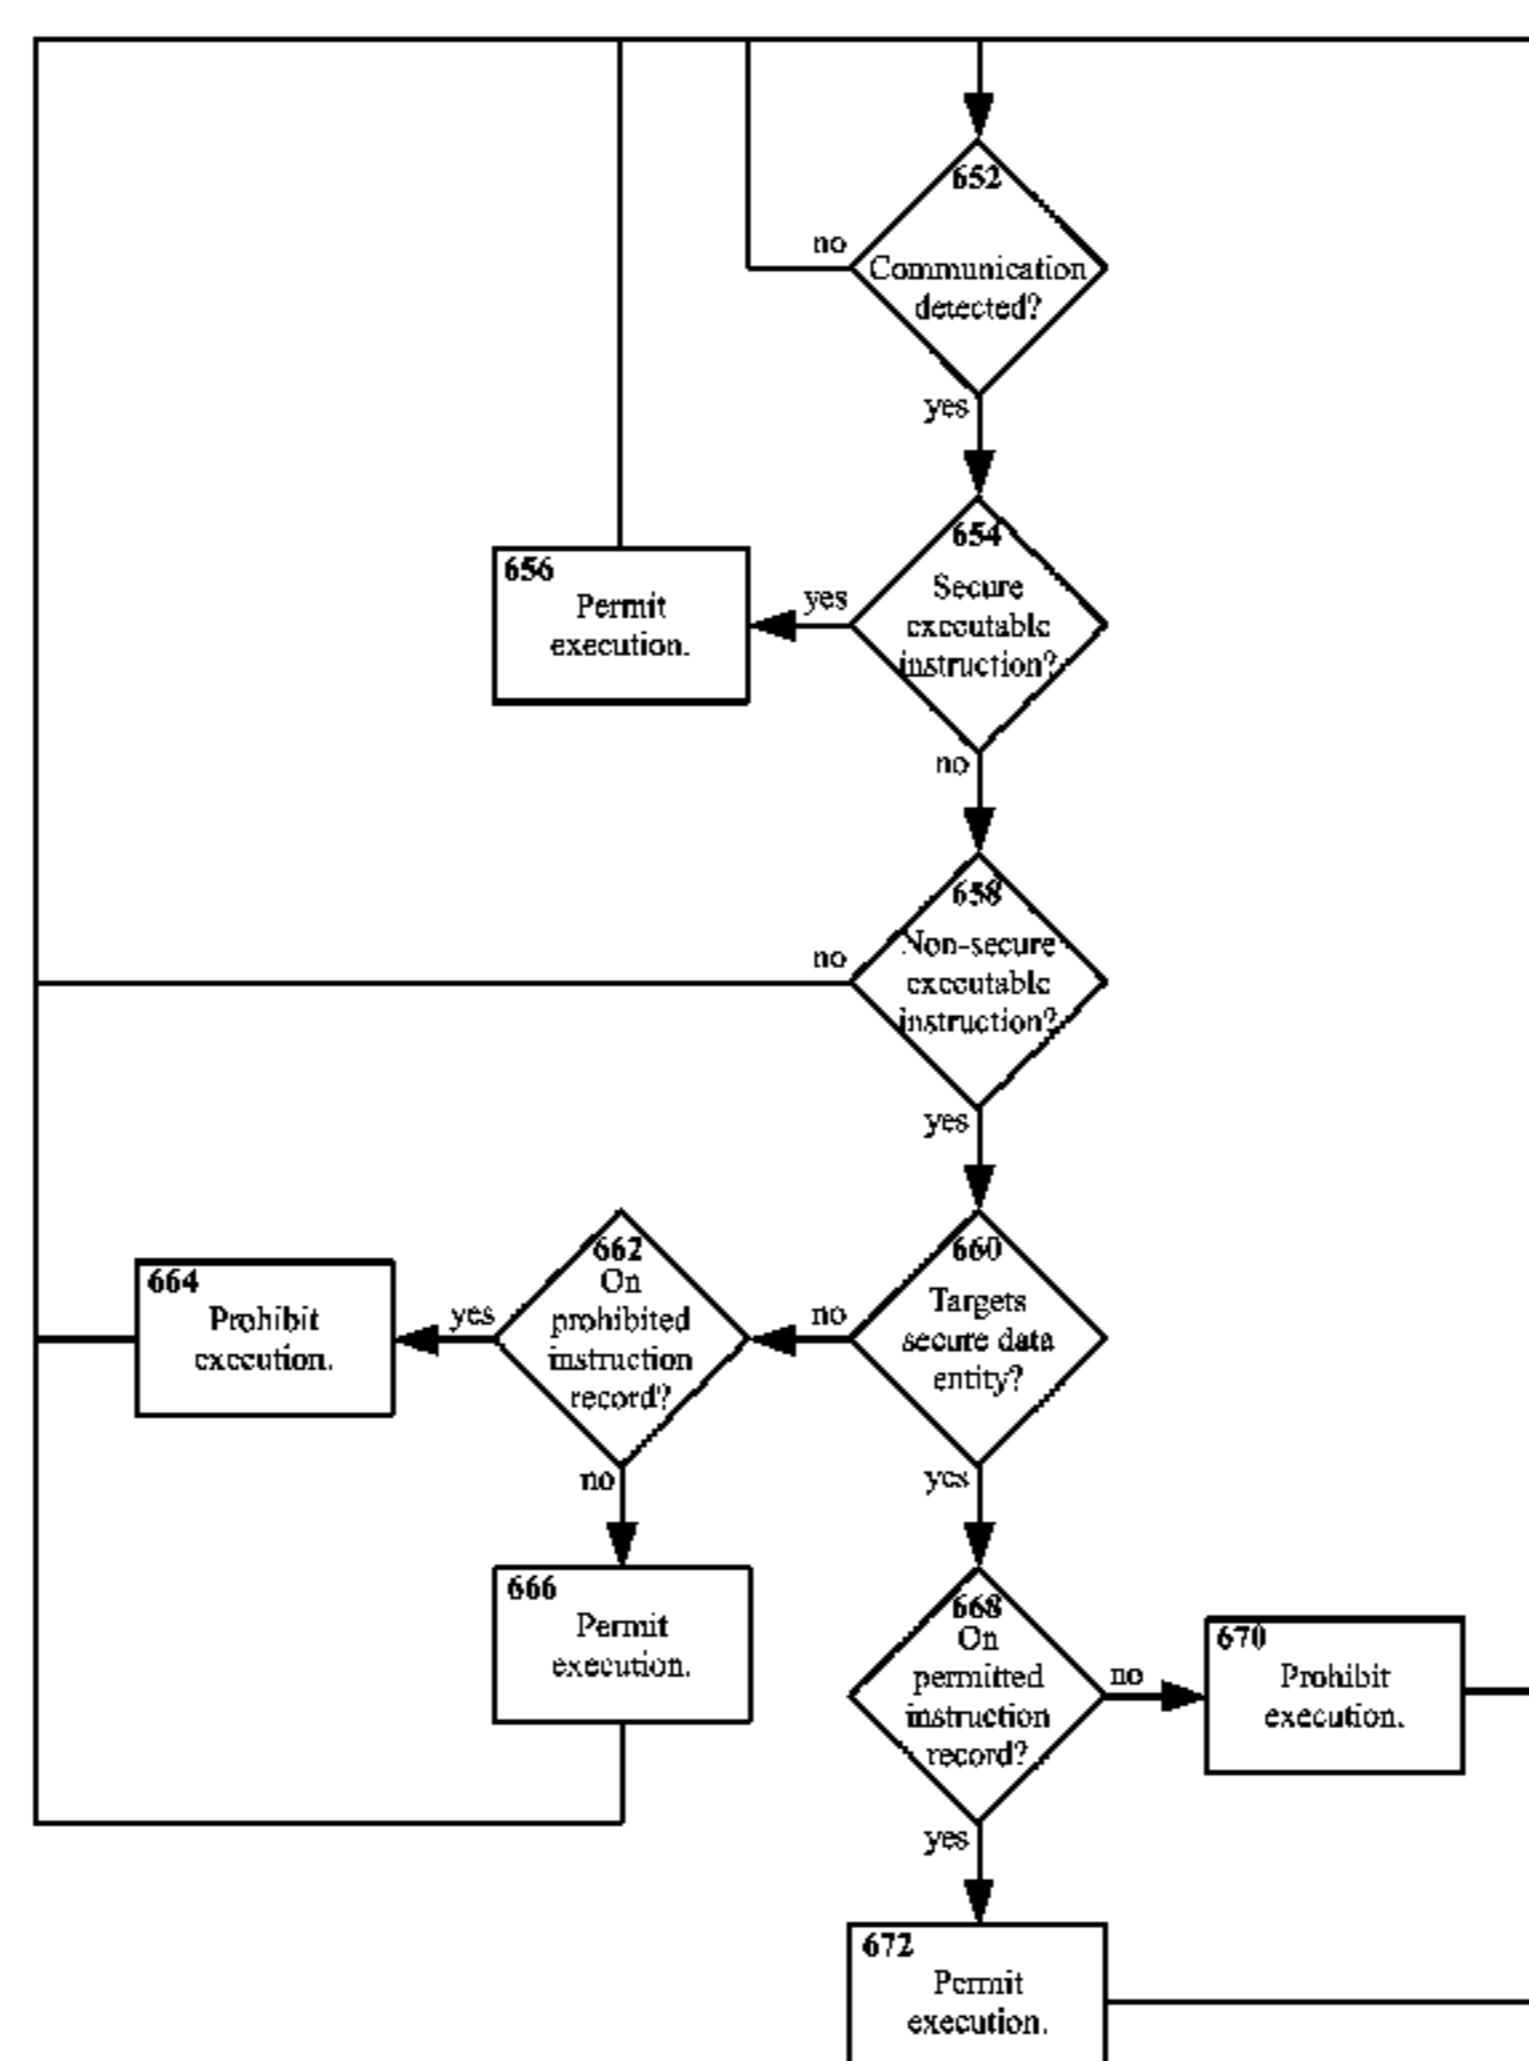 652
no
Communication
detected?
yes
654
Secure
executable
instruction?
yes
656
Permit
execution.
no
658
Non-secure
executable
instruction?
no
yes
660
Targets
secure data
entity?
no
662
On
prohibited
instruction
record?
yes
664
Prohibit
execution.
no
666
Permit
execution.
yes
668
On
permitted
instruction
record?
no
670
Prohibit
execution.
yes
672
Permit
execution.